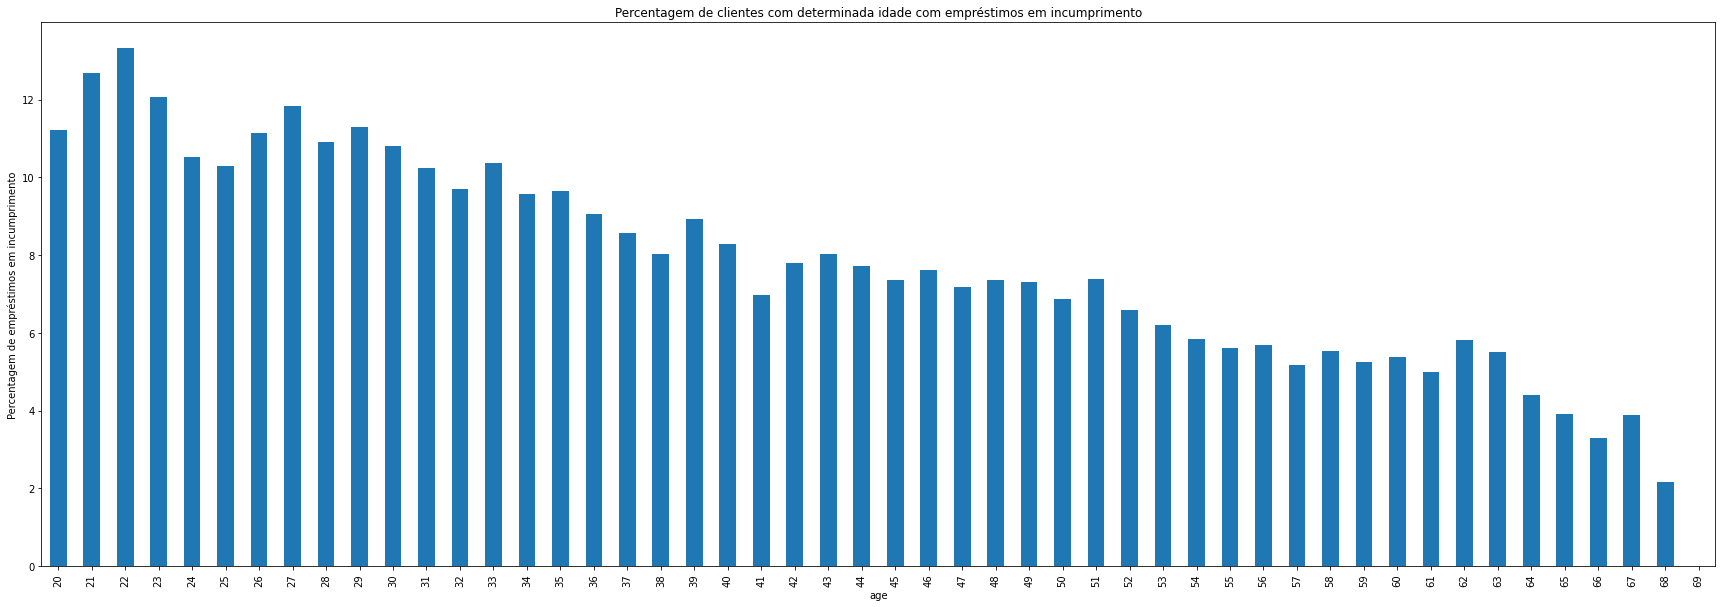 Percentagem de clientes com determinada idade com empréstimos em incumprimento
Percentagem de empréstimos em incumprimento
12
10
8
6
4
2
0
20 21 22 23 24 25 26 27 28 29 30 31 32 33 34 35 36 37 38 39 40 41 42 43 44 45 46 47 48 49 50 51 52 53 54 55 56 57 58 59 60 61 62 63 64 65 66 67 68 69
age